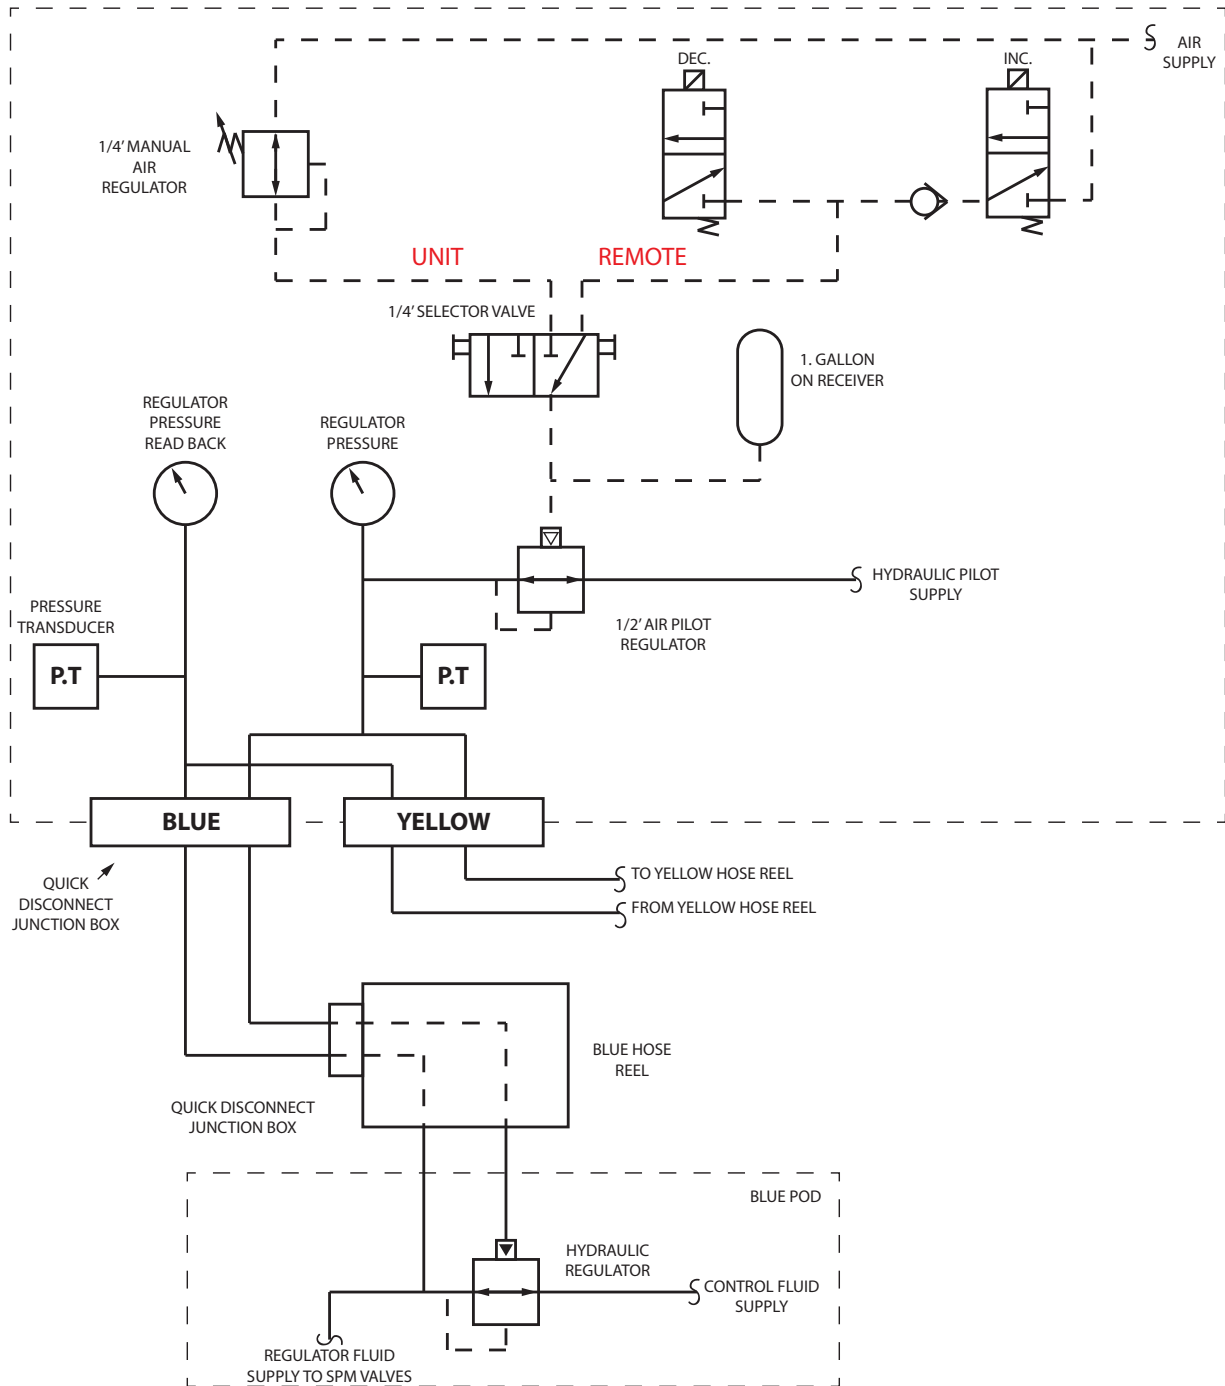 AIR
SUPPLY
DEC.
INC.
1/4' MANUAL
AIR
REGULATOR
UNIT
REMOTE
1/4' SELECTOR VALVE
1. GALLON
ON RECEIVER
REGULATOR
PRESSURE
READ BACK
REGULATOR
PRESSURE
HYDRAULIC PILOT
SUPPLY
PRESSURE
TRANSDUCER
1/2' AIR PILOT
REGULATOR
P.T
P.T
BLUE
YELLOW
QUICK
DISCONNECT
JUNCTION BOX
TO YELLOW HOSE REEL
FROM YELLOW HOSE REEL
BLUE HOSE
REEL
QUICK DISCONNECT
JUNCTION BOX
BLUE POD
HYDRAULIC
REGULATOR
CONTROL FLUID
SUPPLY
REGULATOR FLUID
SUPPLY TO SPM VALVES